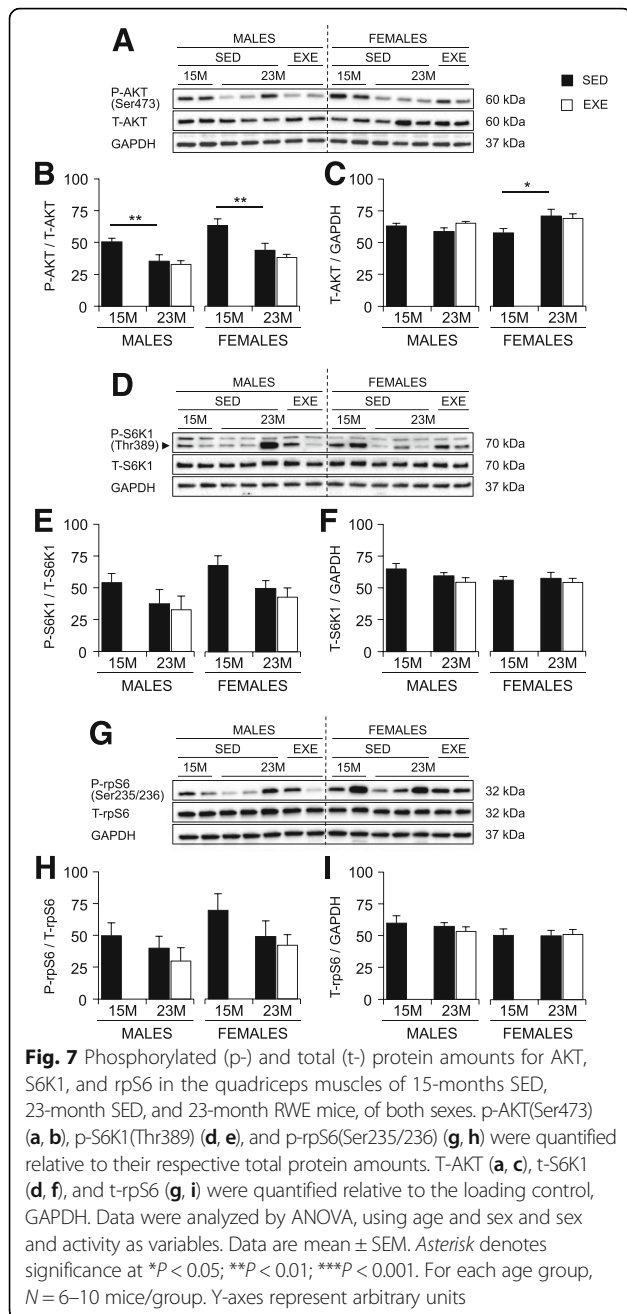 A
MALES FEMALES
SED EXE SED EXE
15M 23M 15M 23M
P-AKT
(Ser473) 60 kDa
T-AKT 60 kDa
GAPDH 37 kDa
SED
EXE
B
P-AKT / T-AKT
100
75
50
25
0
** **
15M 23M 15M 23M
MALES FEMALES
C
T-AKT / GAPDH
100
75
50
25
0
*
15M 23M 15M 23M
MALES FEMALES
D
MALES FEMALES
SED EXE SED EXE
15M 23M 15M 23M
P-S6K1
(Thr389) 70 kDa
T-S6K1 70 kDa
GAPDH 37 kDa
E
P-S6K1 / T-S6K1
100
75
50
25
0
15M 23M 15M 23M
MALES FEMALES
F
T-S6K1 / GAPDH
100
75
50
25
0
15M 23M 15M 23M
MALES FEMALES
G
MALES FEMALES
SED EXE SED EXE
15M 23M 15M 23M
P-rpS6
(Ser235/236) 32 kDa
T-rpS6 32 kDa
GAPDH 37 kDa
H
P-rpS6 / T-rpS6
100
75
50
25
0
15M 23M 15M 23M
MALES FEMALES
I
T-rpS6 / GAPDH
100
75
50
25
0
15M 23M 15M 23M
MALES FEMALES
Fig. 7 Phosphorylated (p-) and total (t-) protein amounts for AKT,
S6K1, and rpS6 in the quadriceps muscles of 15-months SED,
23-month SED, and 23-month RWE mice, of both sexes. p-AKT(Ser473)
(a, b), p-S6K1(Thr389) (d, e), and p-rpS6(Ser235/236) (g, h) were quantified
relative to their respective total protein amounts. T-AKT (a, c), t-S6K1
(d, f), and t-rpS6 (g, i) were quantified relative to the loading control,
GAPDH. Data were analyzed by ANOVA, using age and sex and sex
and activity as variables. Data are mean ± SEM. Asterisk denotes
significance at *P < 0.05; **P < 0.01; ***P < 0.001. For each age group,
N = 6–10 mice/group. Y-axes represent arbitrary units